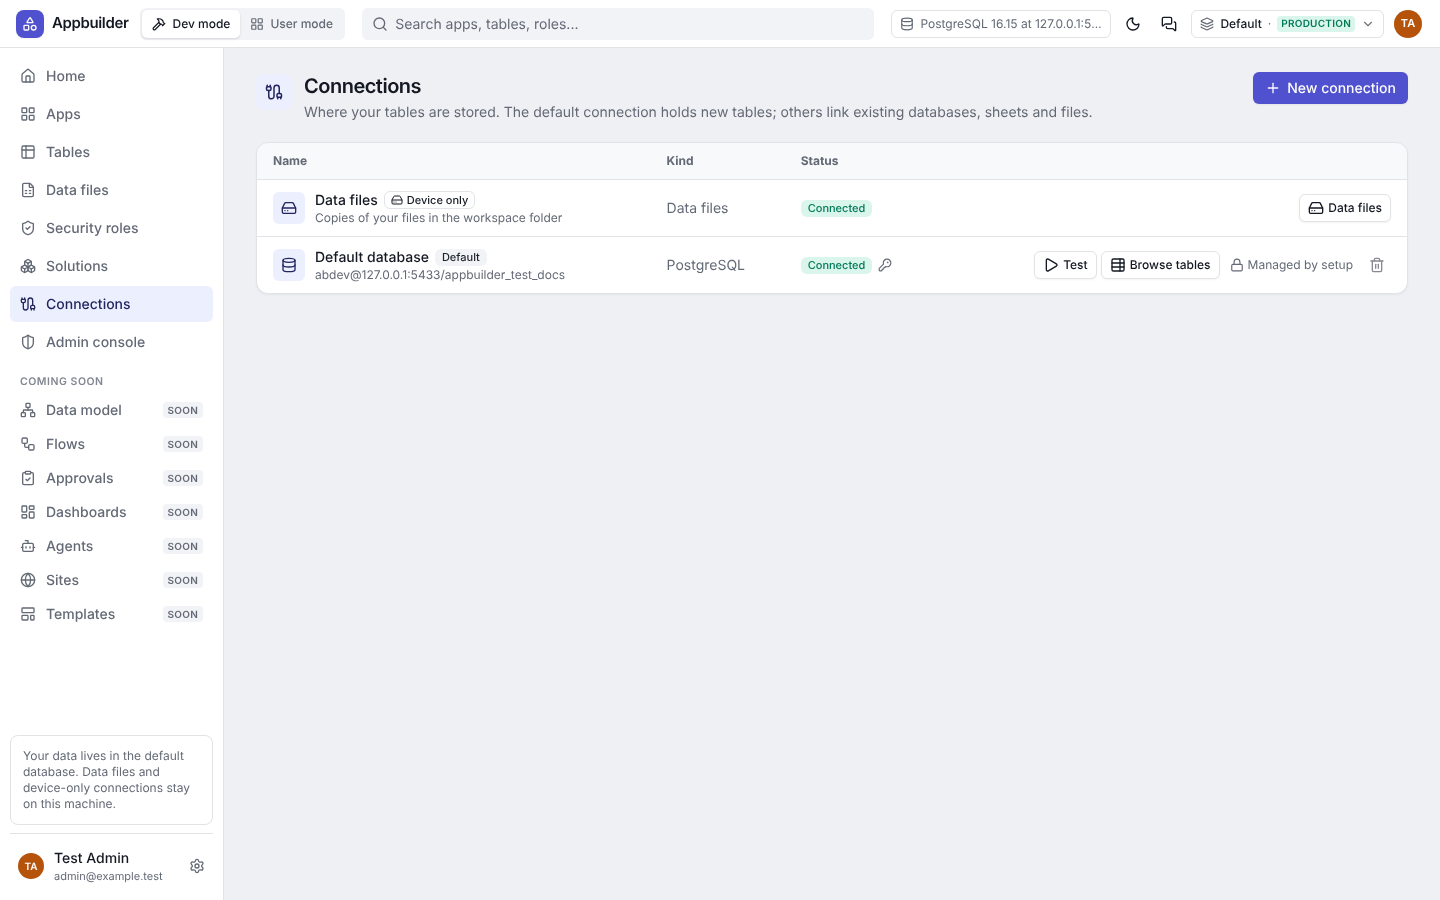 Appbuilder
Dev mode
User mode
Search apps, tables, roles...
PostgreSQL 16.15 at 127.0.0.1:5...
Default · PRODUCTION
TA
Home
Apps
Tables
Data files
Security roles
Solutions
Connections
Admin console
COMING SOON
Data model SOON
Flows SOON
Approvals SOON
Dashboards SOON
Agents SOON
Sites SOON
Templates SOON
Your data lives in the default
database. Data files and
device-only connections stay
on this machine.
TA
Test Admin
admin@example.test
Connections
Where your tables are stored. The default connection holds new tables; others link existing databases, sheets and files.
New connection
Name Kind Status
Data files Device only
Copies of your files in the workspace folder
Data files
Connected
Data files
Default database Default
abdev@127.0.0.1:5433/appbuilder_test_docs
PostgreSQL
Connected
Test
Browse tables
Managed by setup